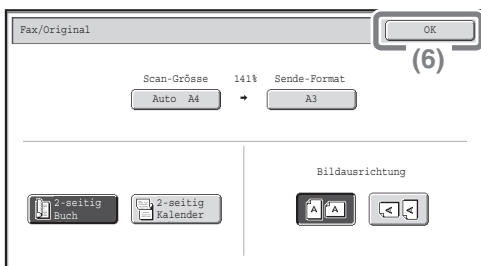 Fax/Original
OK
(6)
Scan-Grösse 141% Sende-Format
Auto A4 → A3
Bildausrichtung
2-seitig
Buch
2-seitig
Kalender
A A
A A